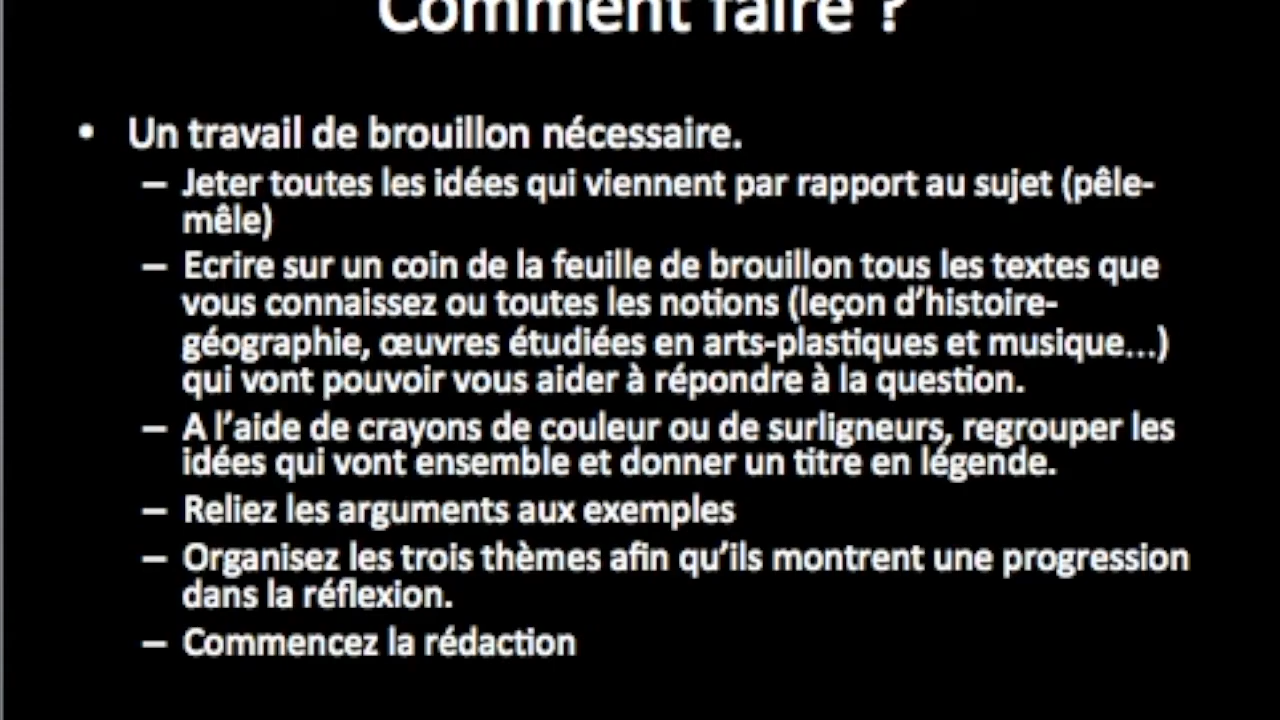 Comment faire ?
• Un travail de brouillon nécessaire.
– Jeter toutes les idées qui viennent par rapport au sujet (pêle-
mêle)
– Ecrire sur un coin de la feuille de brouillon tous les textes que
vous connaissez ou toutes les notions (leçon d’histoire-
géographie, œuvres étudiées en arts-plastiques et musique...)
qui vont pouvoir vous aider à répondre à la question.
– A l’aide de crayons de couleur ou de surligneurs, regrouper les
idées qui vont ensemble et donner un titre en légende.
– Reliez les arguments aux exemples
– Organisez les trois thèmes afin qu’ils montrent une progression
dans la réflexion.
– Commencez la rédaction